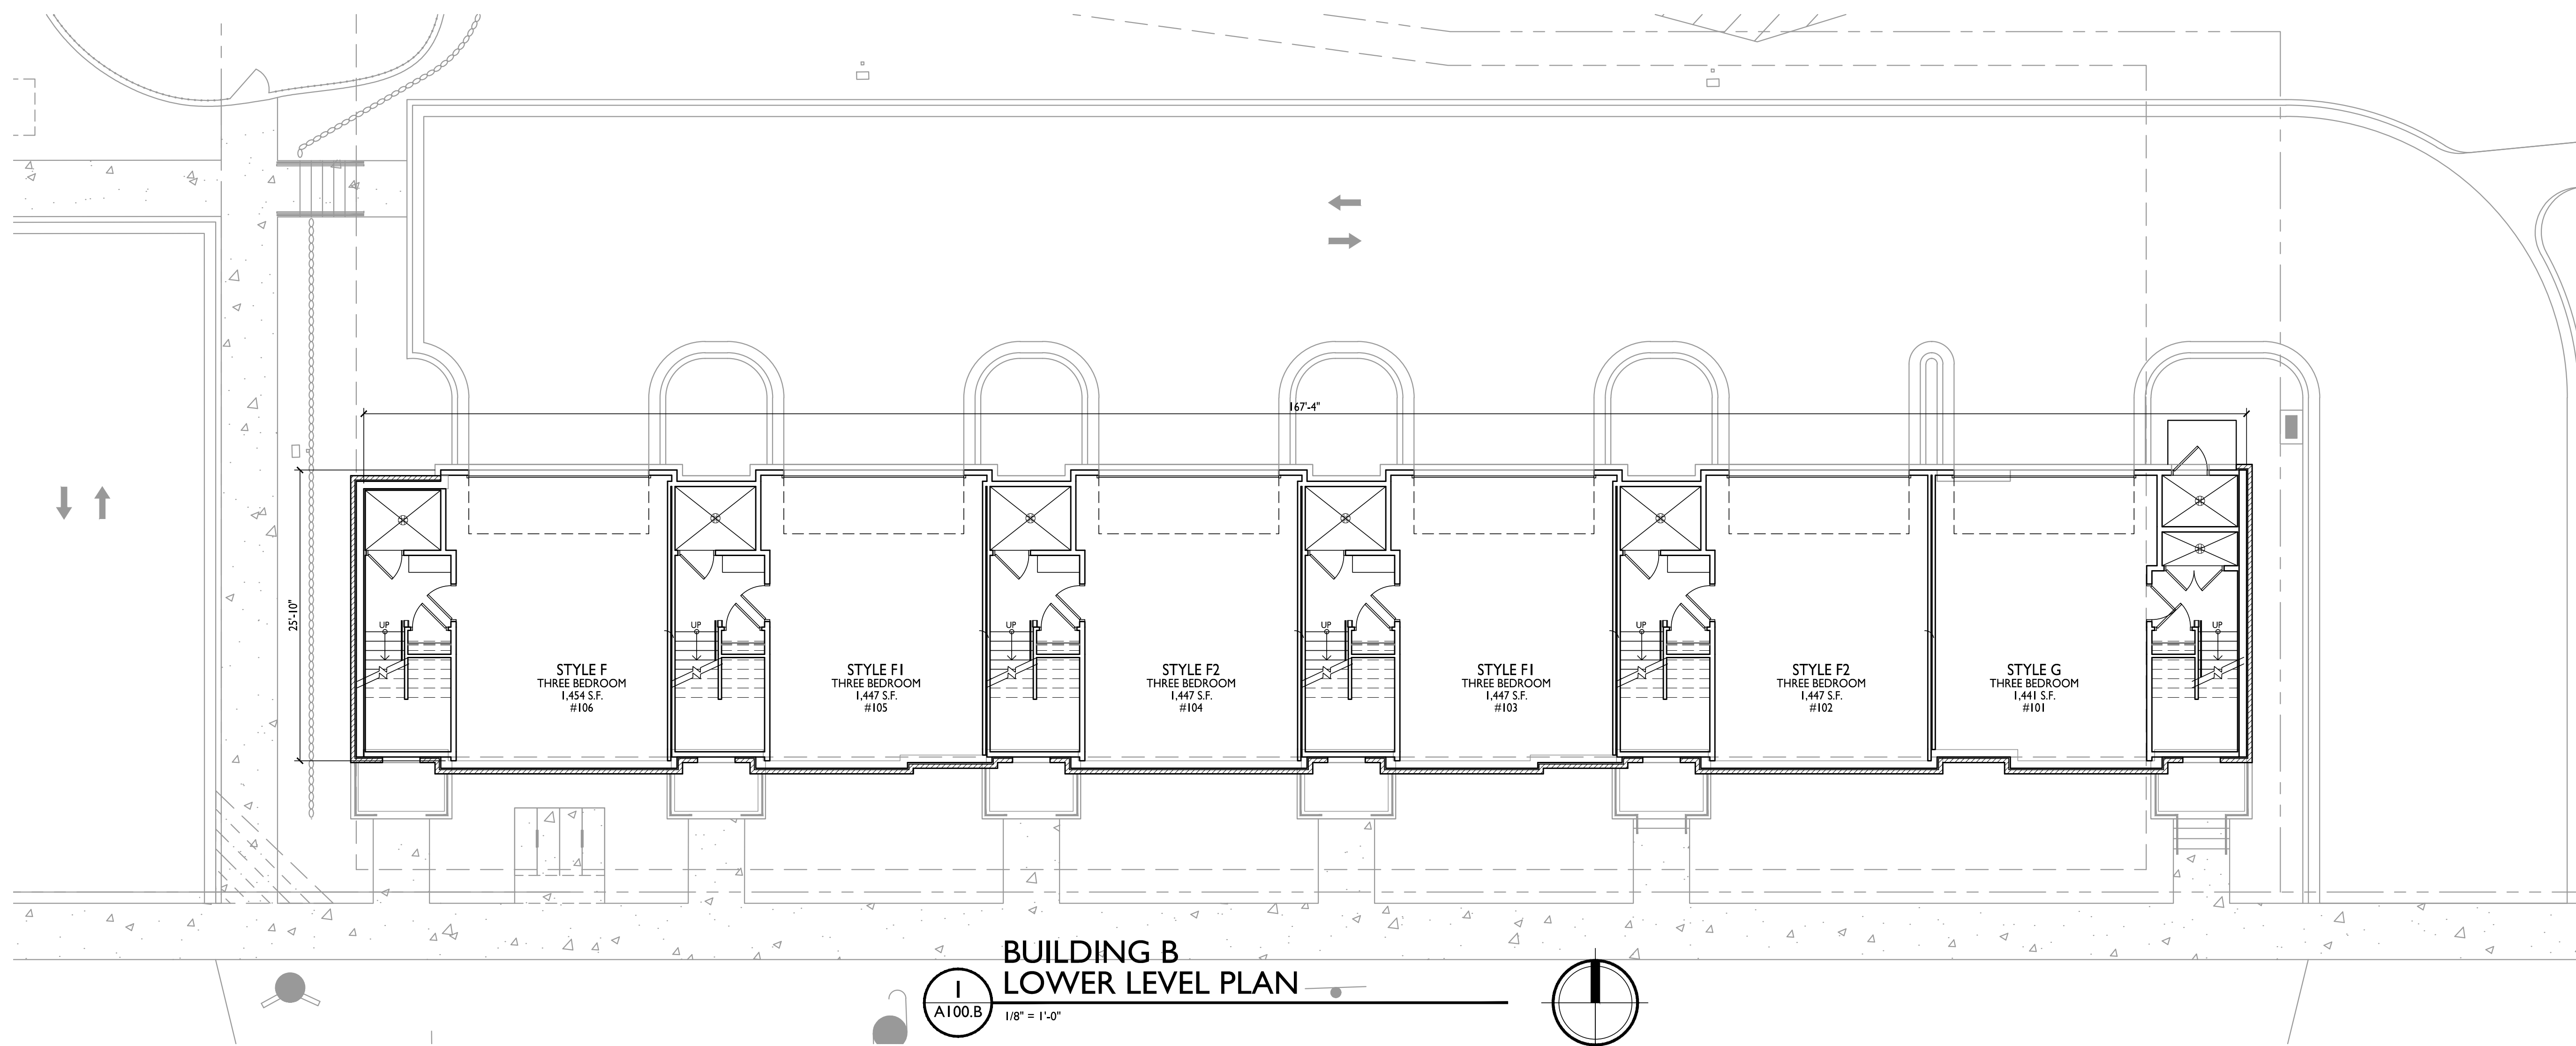 167'-4"
25'-10"
UP
UP
UP
UP
UP
UP
STYLE F
THREE BEDROOM
1,454 S.F.
#106
STYLE F1
THREE BEDROOM
1,447 S.F.
#105
STYLE F2
THREE BEDROOM
1,447 S.F.
#104
STYLE F1
THREE BEDROOM
1,447 S.F.
#103
STYLE F2
THREE BEDROOM
1,447 S.F.
#102
STYLE G
THREE BEDROOM
1,441 S.F.
#101
BUILDING B
LOWER LEVEL PLAN
1
A100.B
1/8" = 1'-0"